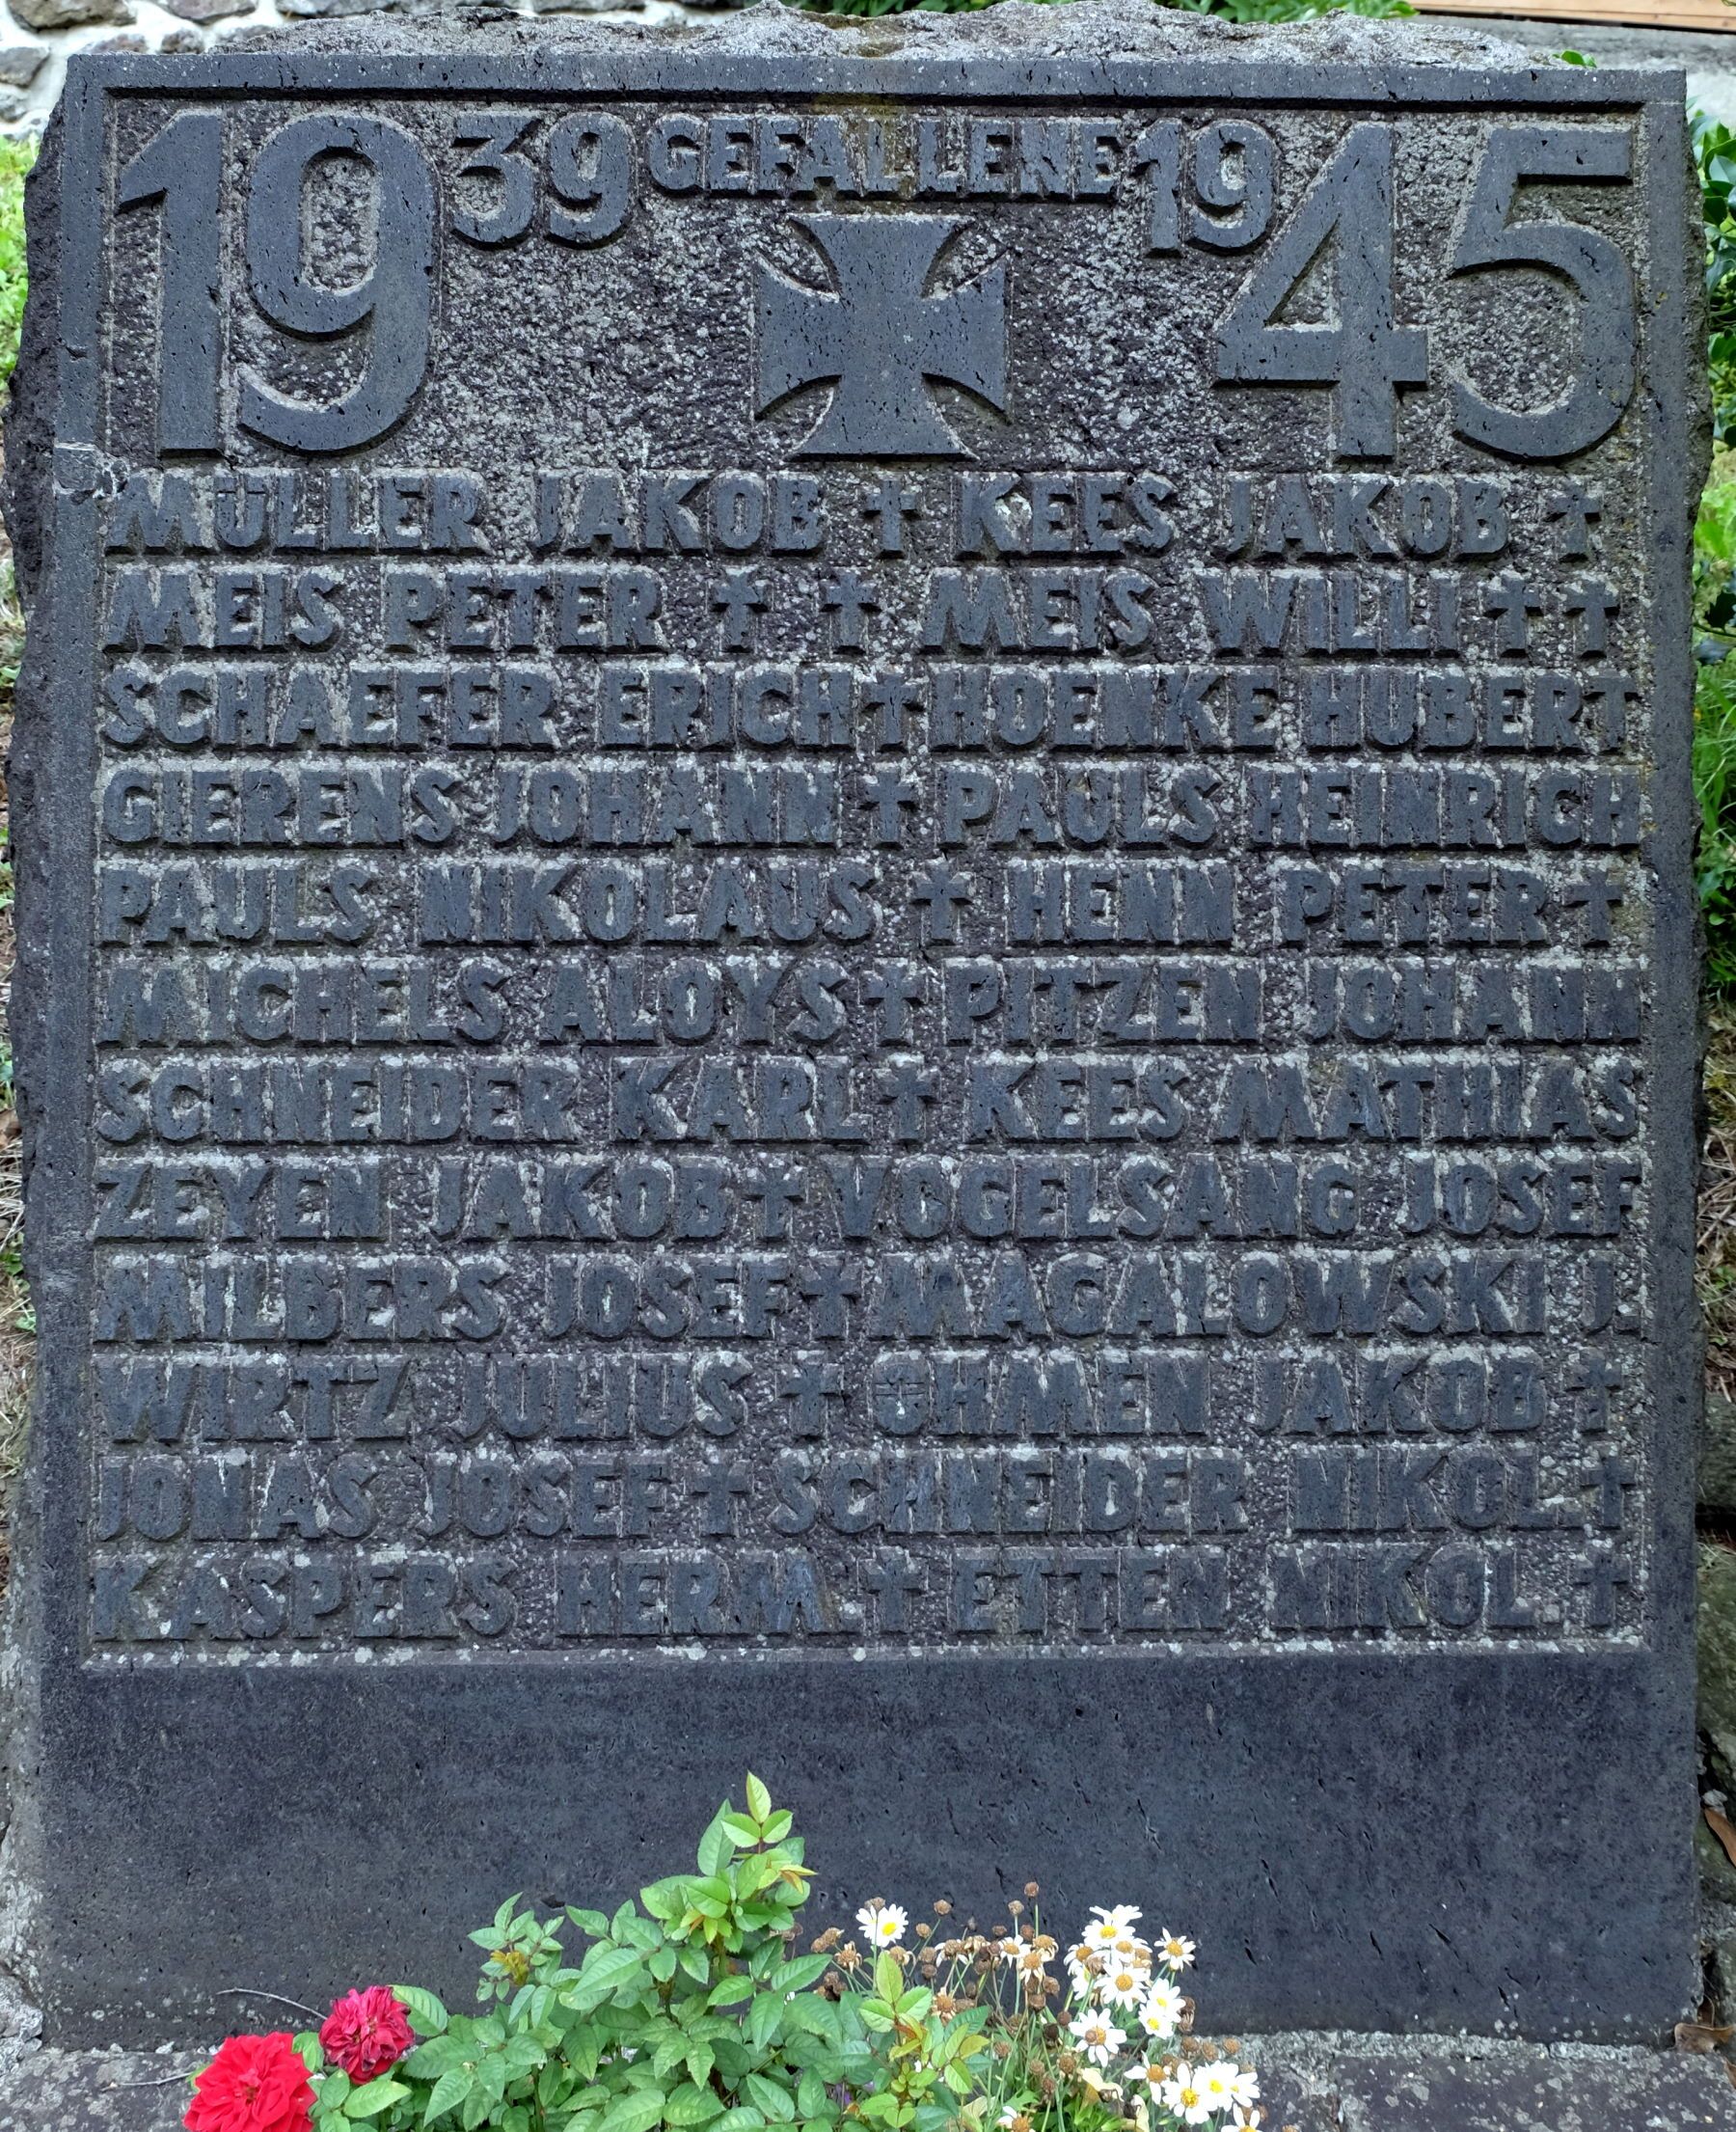 1939 GEFALLENE 1945
MÜLLER JAKOB † KEES JAKOB †
MEIS PETER † † MEIS WILLI † †
SCHAEFER ERICH † HOENKE HUBERT
GIERENS JOHANN † PAULS HEINRICH
PAULS NIKOLAUS † HENN PETER †
MICHELS ALOYS † PITZEN JOHANN
SCHNEIDER KARL † KEES MATHIAS
ZEYEN JAKOB † VOGELSANG JOSEF
MILBERS JOSEF † MAGALOWSKI J.
WIRTZ JULIUS † ÖHMEN JAKOB †
JONAS JOSEF † SCHNEIDER NIKOL. †
KASPERS HERM. † ETTEN NIKOL. †